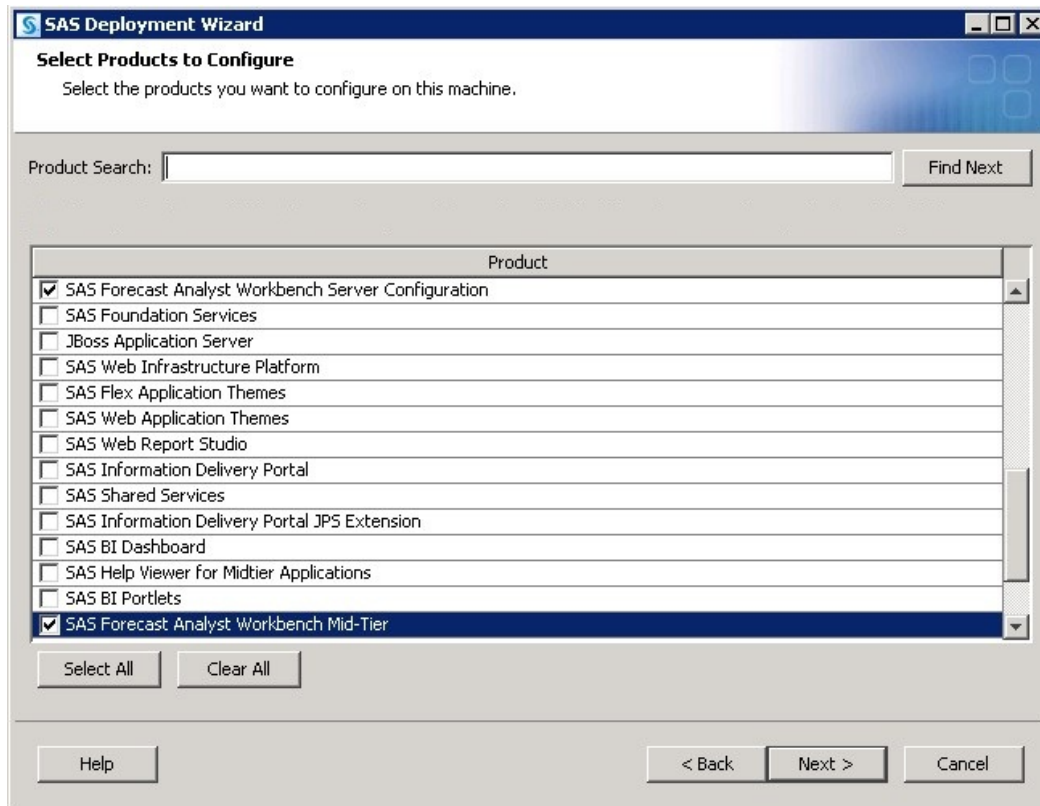 SAS Deployment Wizard
Select Products to Configure
Select the products you want to configure on this machine.
Product Search:
Find Next
Product
SAS Forecast Analyst Workbench Server Configuration
SAS Foundation Services
JBoss Application Server
SAS Web Infrastructure Platform
SAS Flex Application Themes
SAS Web Application Themes
SAS Web Report Studio
SAS Information Delivery Portal
SAS Shared Services
SAS Information Delivery Portal JPS Extension
SAS BI Dashboard
SAS Help Viewer for Midtier Applications
SAS BI Portlets
SAS Forecast Analyst Workbench Mid-Tier
Select All Clear All
Help < Back Next > Cancel